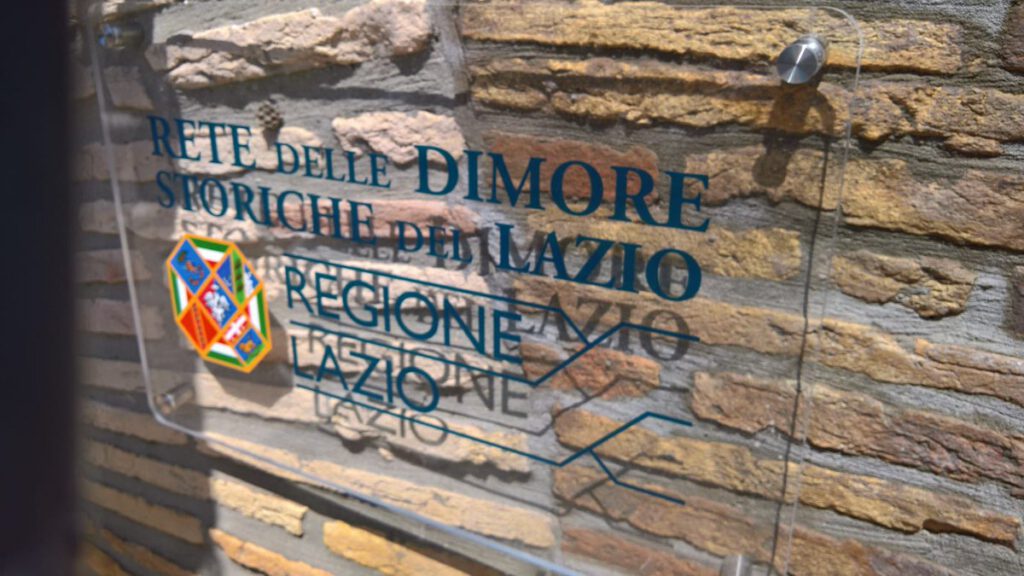 RETE DELLE DIMORE
STORICHE DEL LAZIO
REGIONE
LAZIO